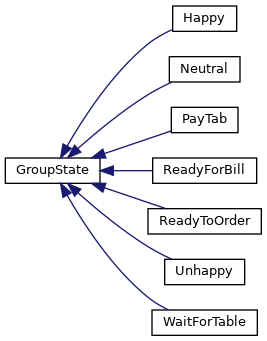 Happy
Neutral
PayTab
GroupState
ReadyForBill
ReadyToOrder
Unhappy
WaitForTable